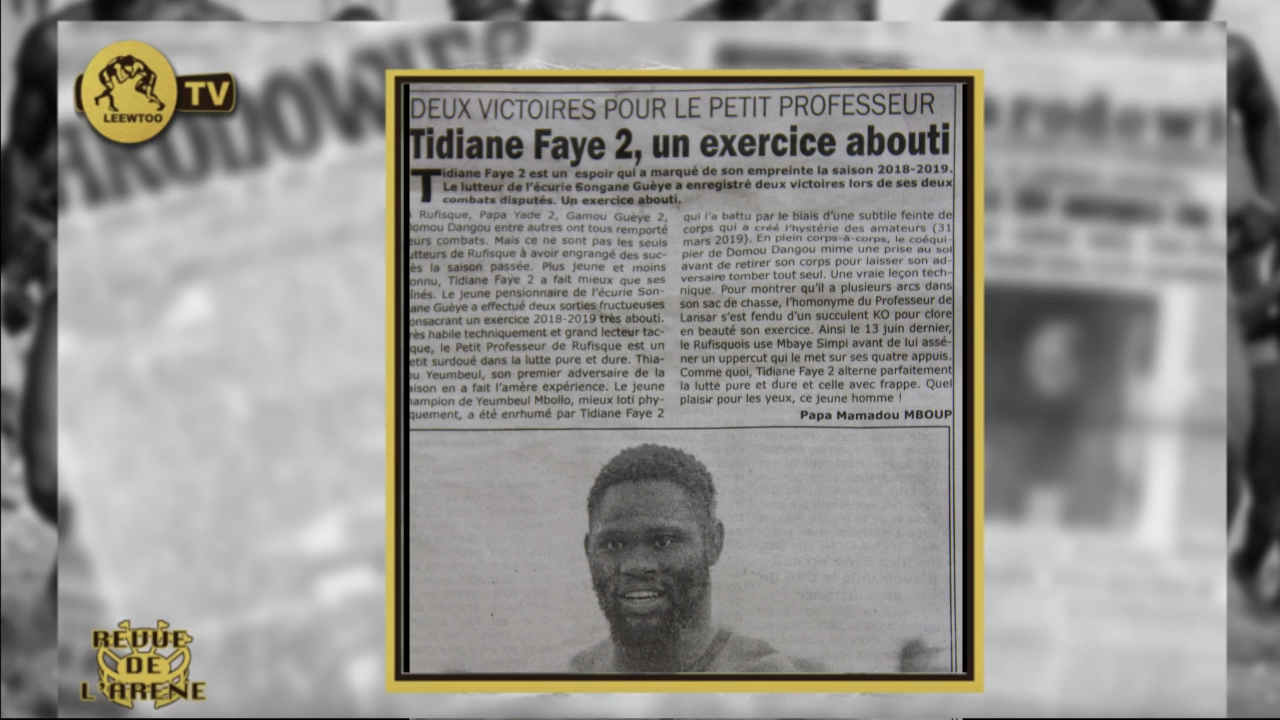 LEEWTOO
TV
DEUX VICTOIRES POUR LE PETIT PROFESSEUR
Tidiane Faye 2, un exercice abouti
Tidiane Faye 2 est un espoir qui a marqué de son empreinte la saison 2018-2019.
Le lutteur de l'écurie Songane Guèye a enregistré deux victoires lors de ses deux
combats disputés. Un exercice abouti.
Rufisque, Papa Yade 2, Gamou Guèye 2,
Domou Dangou entre autres ont tous remporté
eurs combats. Mais ce ne sont pas les seuls
utteurs de Rufisque à avoir engrangé des suc-
ès la saison passée. Plus jeune et moins
onnu, Tidiane Faye 2 a fait mieux que ses
înés. Le jeune pensionnaire de l'écurie Son-
ane Guèye a effectué deux sorties fructueuses
onsacrant un exercice 2018-2019 très abouti.
rès habile techniquement et grand lecteur tac-
que, le Petit Professeur de Rufisque est un
etit surdoué dans la lutte pure et dure. Thia-
ou Yeumbeul, son premier adversaire de la
ison en a fait l'amère expérience. Le jeune
hampion de Yeumbeul Mbollo, mieux loti phy-
quement, a été enrhumé par Tidiane Faye 2
qui l'a battu par le biais d'une subtile feinte de
corps qui a créé l'hystérie des amateurs (31
mars 2019). En plein corps-à-corps, le coéqui-
pier de Domou Dangou mime une prise au sol
avant de retirer son corps pour laisser son ad-
versaire tomber tout seul. Une vraie leçon tech-
nique. Pour montrer qu'il a plusieurs arcs dans
son sac de chasse, l'homonyme du Professeur de
Lansar s'est fendu d'un succulent KO pour clore
en beauté son exercice. Ainsi le 13 juin dernier,
le Rufisquois use Mbaye Simpi avant de lui assé-
ner un uppercut qui le met sur ses quatre appuis.
Comme quoi, Tidiane Faye 2 alterne parfaitement
la lutte pure et dure et celle avec frappe. Quel
plaisir pour les yeux, ce jeune homme !
Papa Mamadou MBOUP
REVUE
DE
L'ARENE